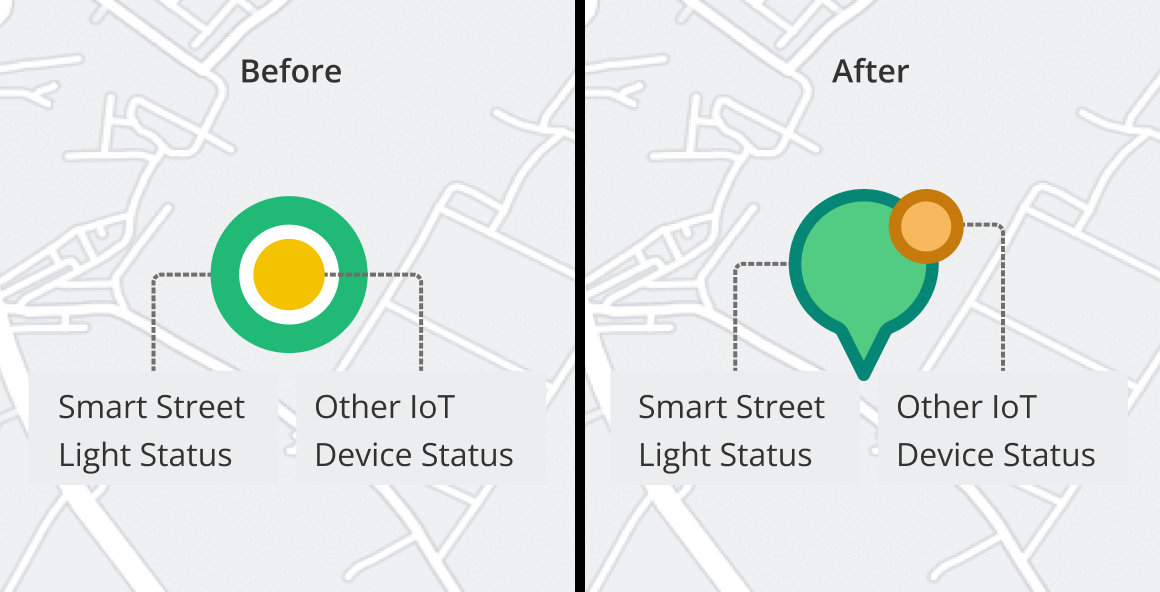 Before
Smart Street
Light Status
Other IoT
Device Status
After
Smart Street
Light Status
Other IoT
Device Status